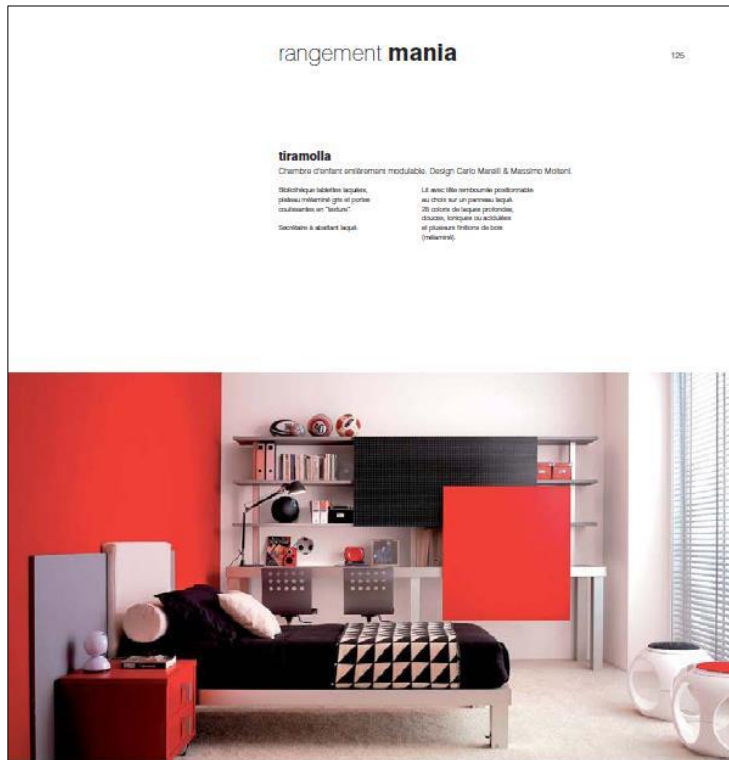 rangement mania
125
tiramolla
Chambre d'enfant entièrement modulable. Design Carlo Marelli & Massimo Molteni.
Bibliothèque tablettes laquées,
plateau mélaminé gris et portes
coulissantes en "texture".
Secrétaire à abattant laqué.
Lit avec tête rembourrée positionnable
au choix sur un panneau laqué.
26 coloris de laques profondes,
douces, toniques ou acidulées
et plusieurs finitions de bois
(mélaminé).